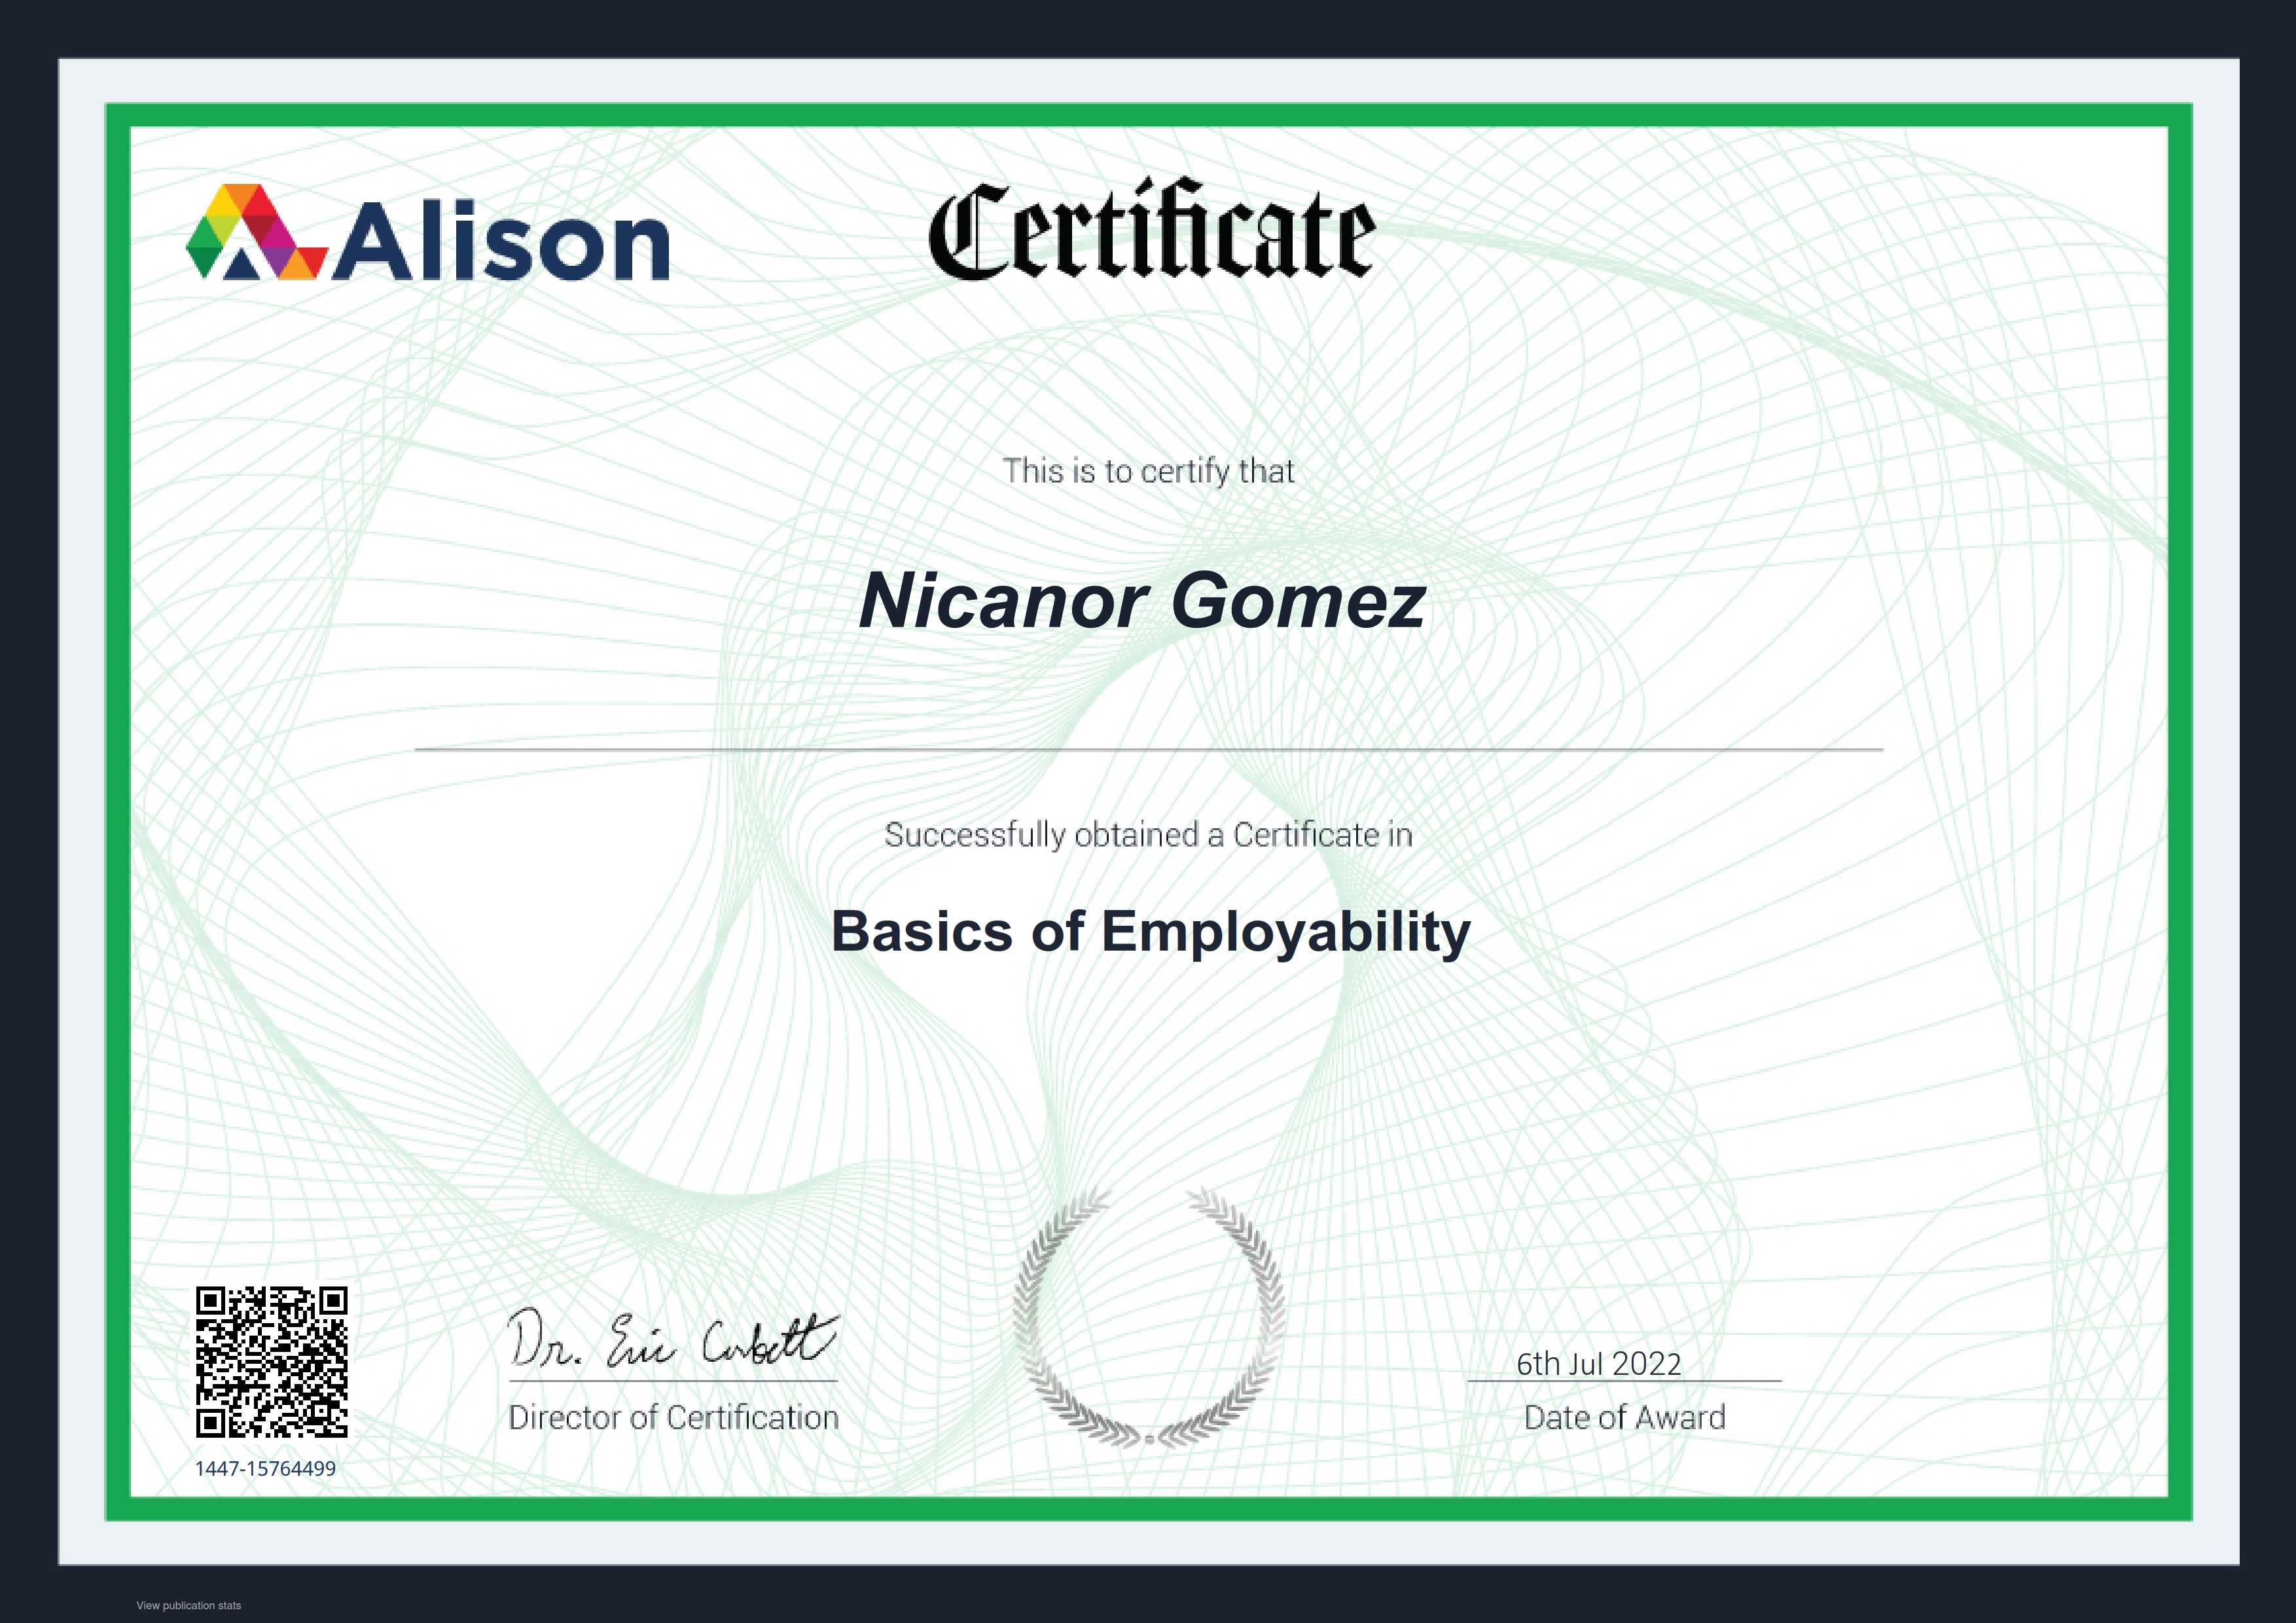 Alison
Certificate
This is to certify that
Nicanor Gomez
Successfully obtained a Certificate in
Basics of Employability
Dr. Eric Corbett
6th Jul 2022
Director of Certification
Date of Award
1447-15764499
View publication stats